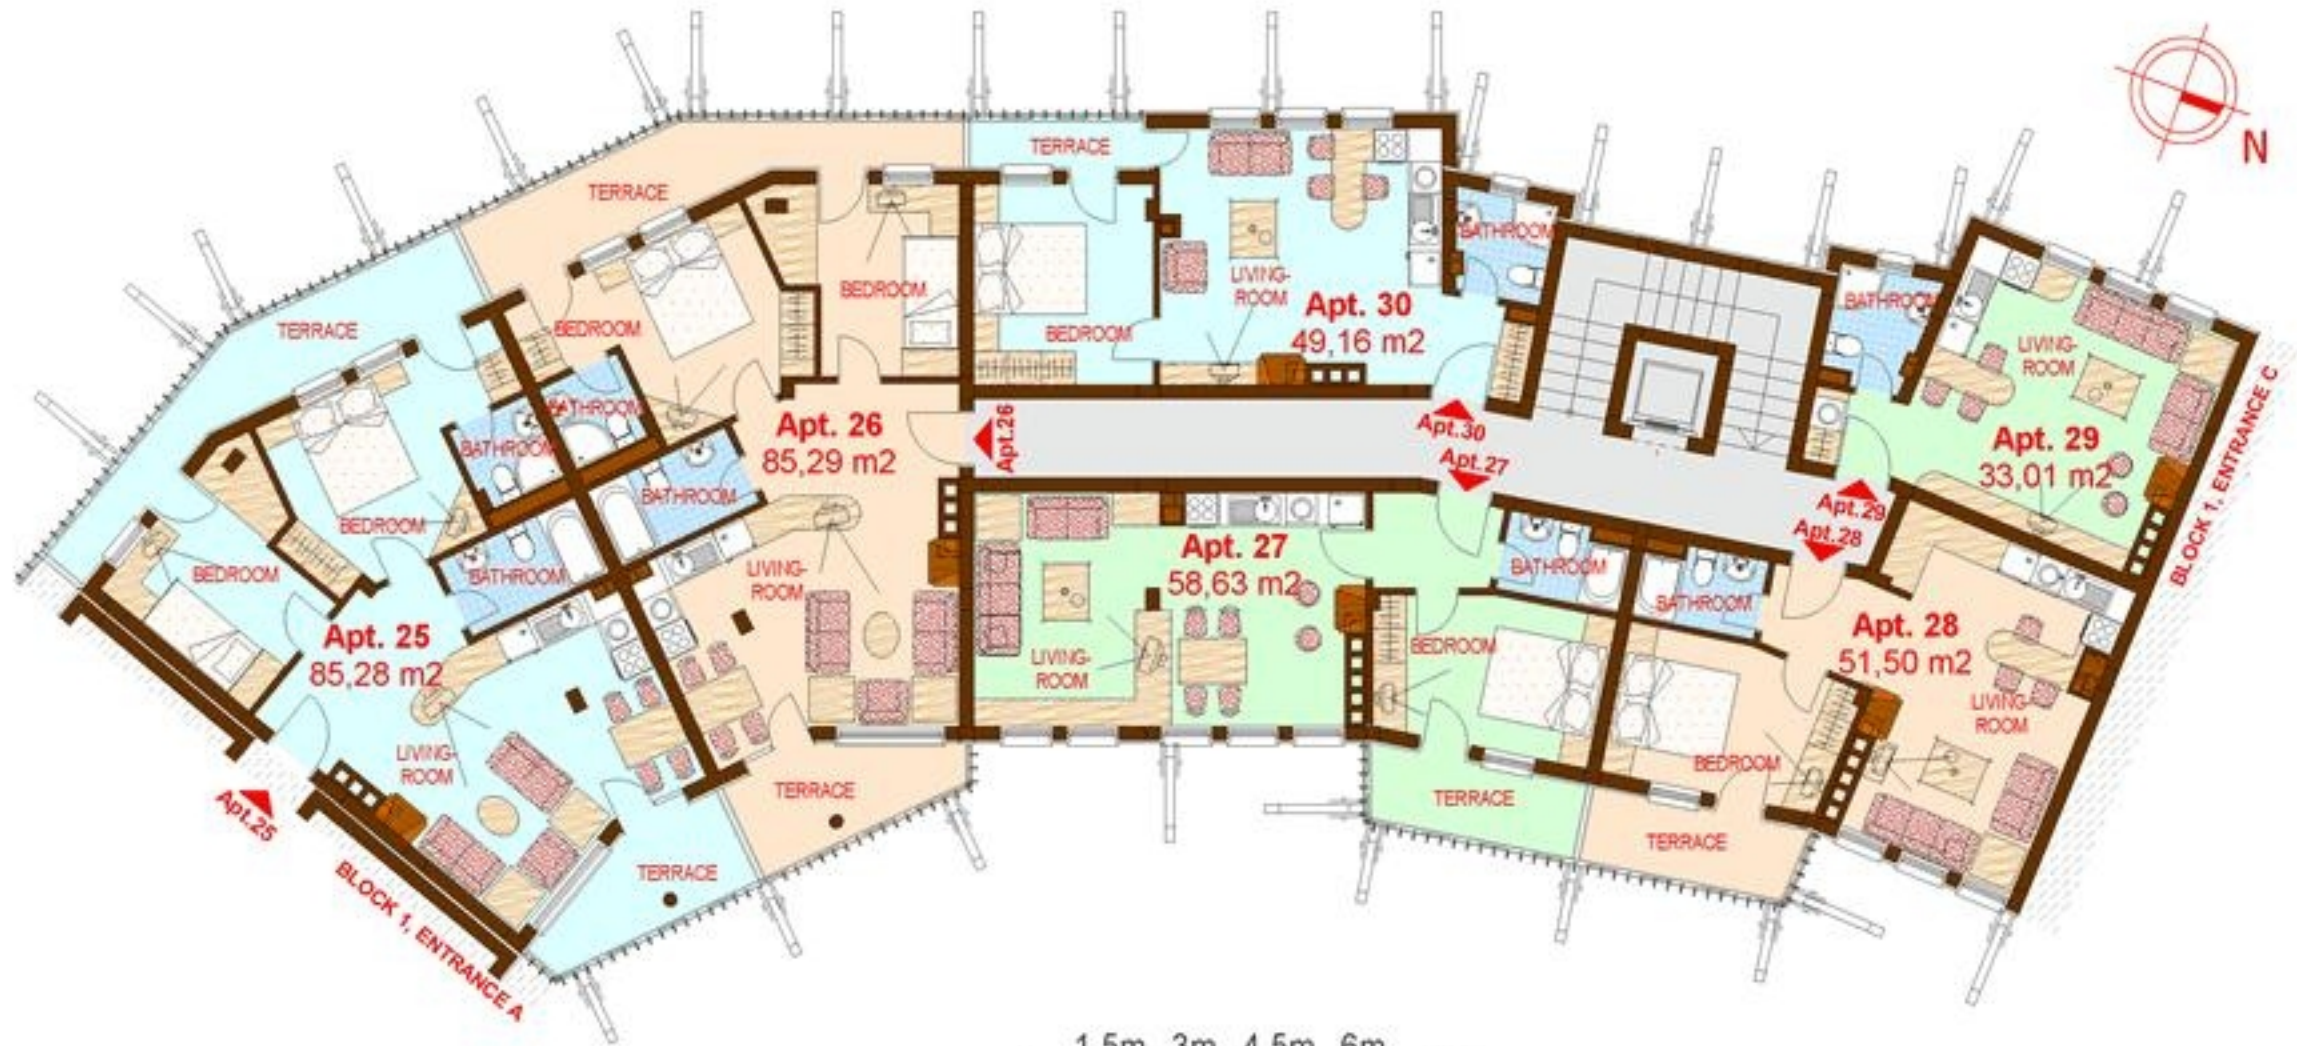 N
TERRACE
TERRACE
TERRACE
BEDROOM
BEDROOM
BEDROOM
LIVING-
ROOM
Apt. 30
49,16 m2
BATHROOM
BATHROOM
LIVING-
ROOM
Apt. 29
33,01 m2
BLOCK 1, ENTRANCE C
BATHROOM
BATHROOM
BATHROOM
BATHROOM
Apt. 26
85,29 m2
Apt.26
Apt.30
Apt.27
Apt.29
Apt.28
BEDROOM
BEDROOM
Apt. 25
85,28 m2
LIVING-
ROOM
LIVING-
ROOM
TERRACE
TERRACE
Apt.25
BLOCK 1, ENTRANCE A
Apt. 27
58,63 m2
LIVING-
ROOM
BATHROOM
BATHROOM
BEDROOM
BEDROOM
TERRACE
TERRACE
Apt. 28
51,50 m2
LIVING-
ROOM
1,5m 3m 4,5m 6m